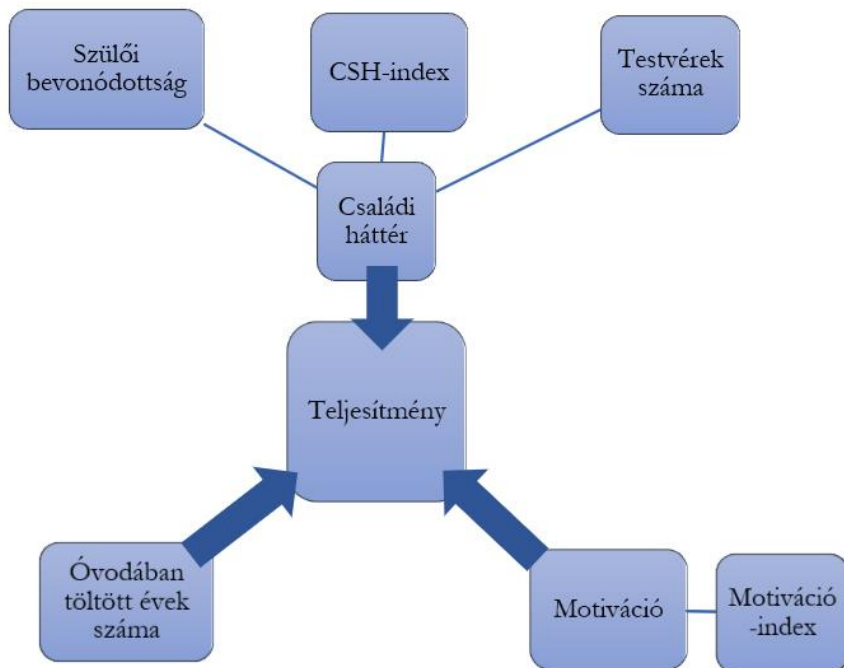 Szülői
bevonódottság
CSH-index
Testvérek
száma
Családi
háttér
Teljesítmény
Óvodában
töltött évek
száma
Motiváció
Motiváció
-index